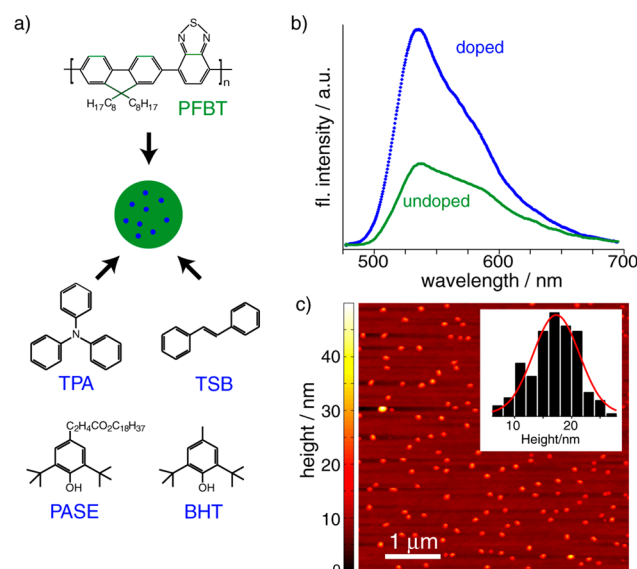 a)
S
N
N
n
H₁₇C₈
C₈H₁₇
PFBT
N
TPA
TSB
C₂H₄CO₂C₁₈H₃₇
OH
PASE
OH
BHT
b)
fl. intensity / a.u.
doped
undoped
500
600
700
wavelength / nm
c)
height / nm
40
30
20
10
0
1 μm
10
20
Height/nm